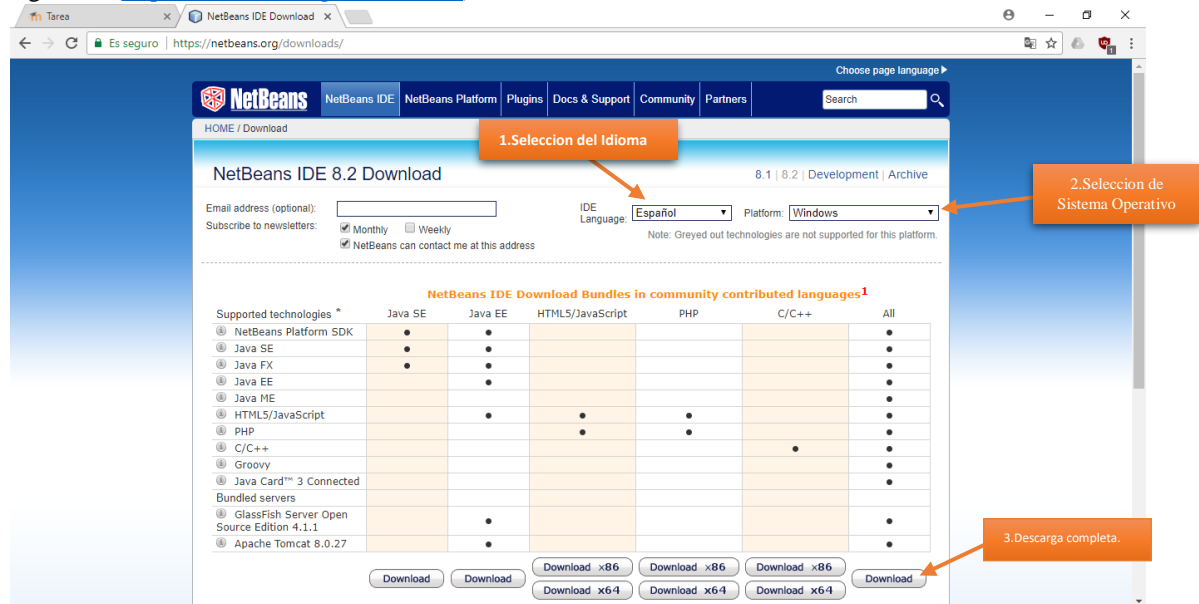 Tarea
NetBeans IDE Download
Es seguro | https://netbeans.org/downloads/
Choose page language
NetBeans
NetBeans IDE NetBeans Platform Plugins Docs & Support Community Partners Search
HOME / Download
1.Seleccion del Idioma
NetBeans IDE 8.2 Download
8.1 | 8.2 | Development | Archive
2.Seleccion de
Sistema Operativo
Email address (optional):
IDE
Language: Español
Platform: Windows
Subscribe to newsletters: Monthly Weekly
NetBeans can contact me at this address
Note: Greyed out technologies are not supported for this platform.
NetBeans IDE Download Bundles in community contributed languages1
Supported technologies * Java SE Java EE HTML5/JavaScript PHP C/C++ All
NetBeans Platform SDK • • •
Java SE • • •
Java FX • • •
Java EE • •
Java ME •
HTML5/JavaScript • • • •
PHP • • •
C/C++ • •
Groovy •
Java Card™ 3 Connected •
Bundled servers
GlassFish Server Open
Source Edition 4.1.1 • •
Apache Tomcat 8.0.27 • •
3.Descarga completa.
Download Download Download x86 Download x86 Download x86 Download
Download x64 Download x64 Download x64